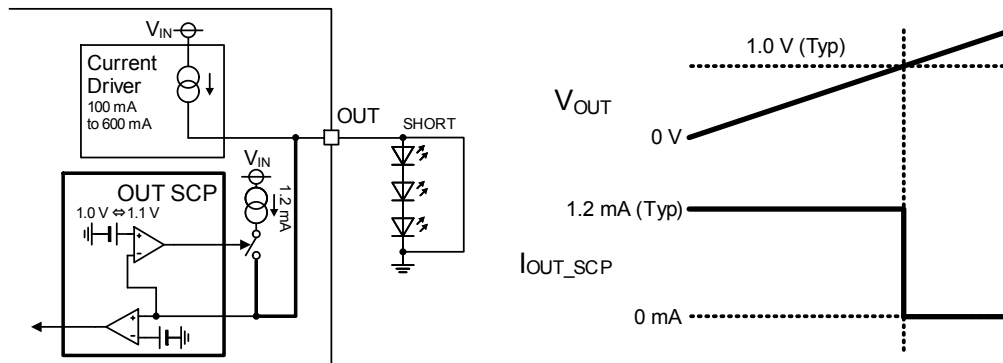 VIN
Current
Driver
100 mA
to 600 mA
OUT
SHORT
OUT SCP
1.0 V ⇔ 1.1 V
VIN
1.2 mA
+
−
+
−
1.0 V (Typ)
VOUT
0 V
1.2 mA (Typ)
IOUT_SCP
0 mA